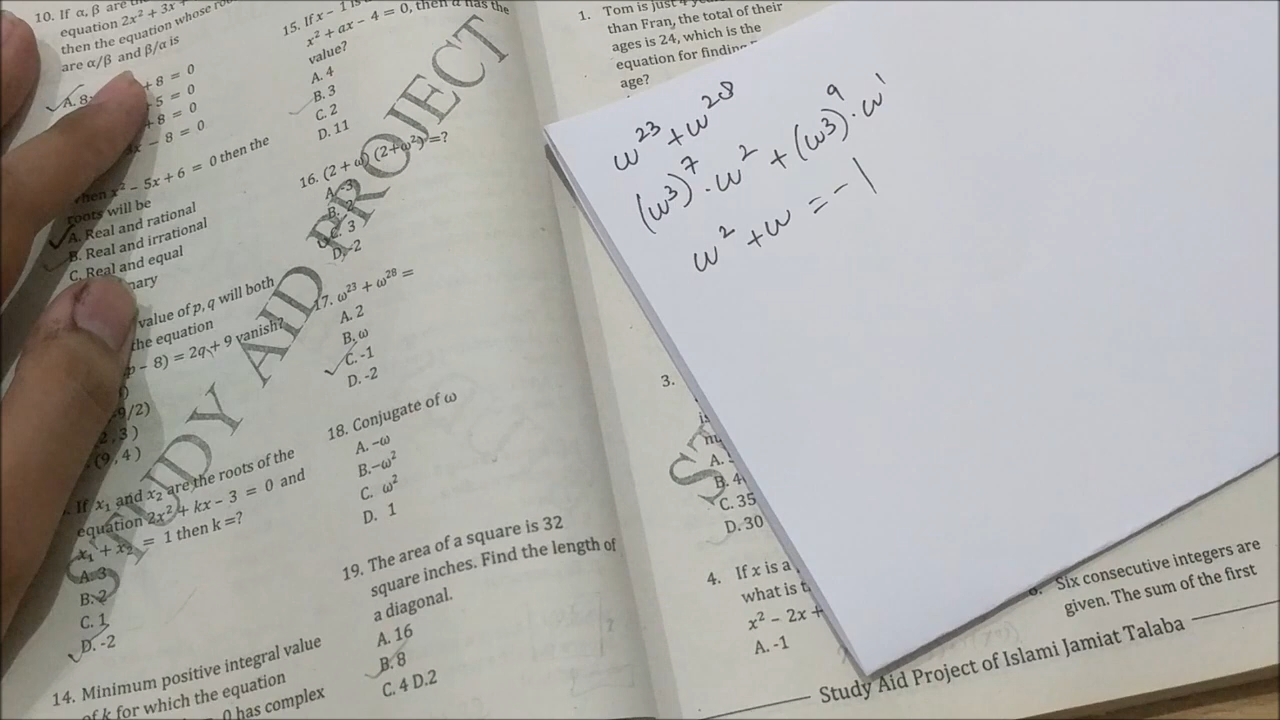 10. If α, β are
equation 2x² + 3x +
then the equation whose
are α/β and β/α is
A. 8
+ 8 = 0
+ 5 = 0
+ 8 = 0
x − 8 = 0
x² − 5x + 6 = 0 then the
roots will be
A. Real and rational
B. Real and irrational
C. Real and equal
value of p, q will both
the equation
p − 8) = 2q + 9 vanish?
-9/2)
, 3 )
(9, 4)
If x₁ and x₂ are the roots of the
equation 2x² + kx − 3 = 0 and
x₁ + x₂ = 1 then k =?
A. 3
B. 2
C. 1
D. -2
14. Minimum positive integral value
of k for which the equation
0 has complex
15. If x − 1 is
x² + ax − 4 = 0, then a has the
value?
A. 4
B. 3
C. 2
D. 11
16. (2 + ω) (2+ω²) =?
A. 3
B.
C. 3
D. -2
17. ω²³ + ω²⁸ =
A. 2
B. ω
C. -1
D. -2
18. Conjugate of ω
A. −ω
B. −ω²
C. ω²
D. 1
19. The area of a square is 32
square inches. Find the length of
a diagonal.
A. 16
B. 8
C. 4 D.2
STUDY AID PROJECT
1. Tom is just 4
than Fran, the total of their
ages is 24, which is the
equation for finding
age?
3.
A.
B. 4
C. 35
D. 30
ST
4. If x is a
what is
x² − 2x +
A. -1
Six consecutive integers are
given. The sum of the first
Study Aid Project of Islami Jamiat Talaba
ω²³ + ω²⁸
(ω³)⁷ . ω² + (ω³)⁹ . ω¹
ω² + ω = −1